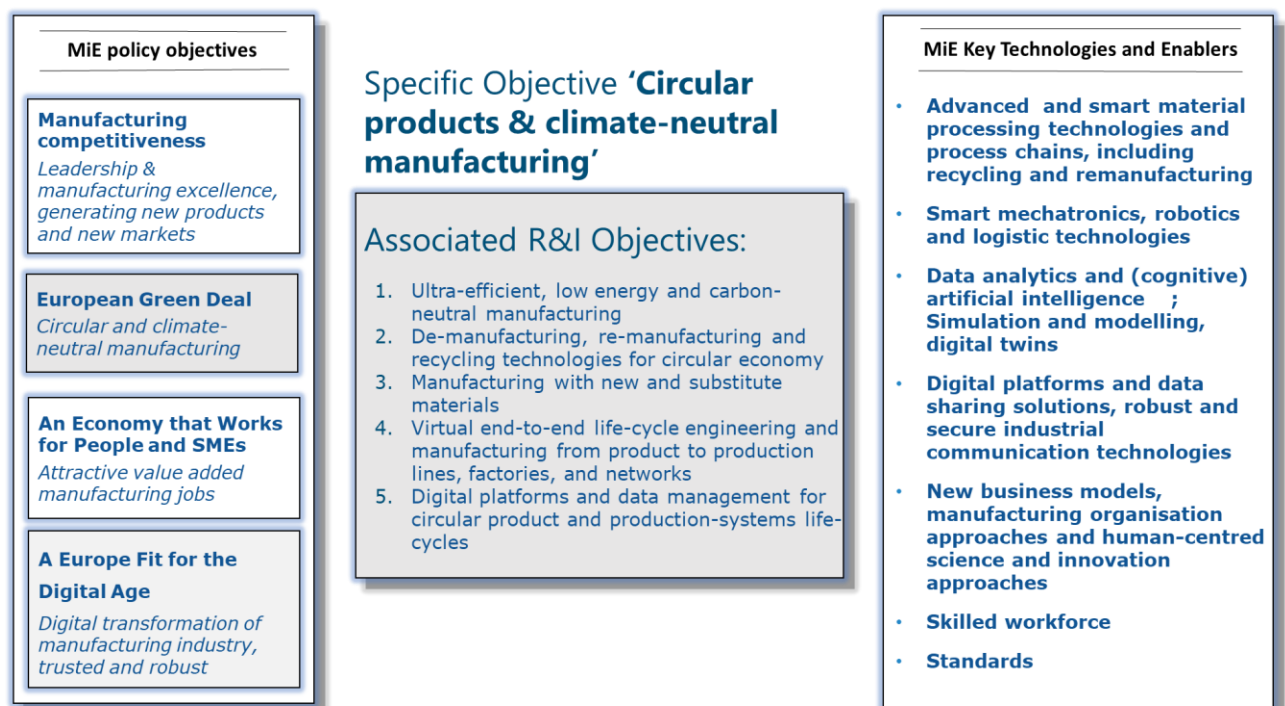 MiE policy objectives
Manufacturing
competitiveness
Leadership &
manufacturing excellence,
generating new products
and new markets
European Green Deal
Circular and climate-
neutral manufacturing
An Economy that Works
for People and SMEs
Attractive value added
manufacturing jobs
A Europe Fit for the
Digital Age
Digital transformation of
manufacturing industry,
trusted and robust
Specific Objective ‘Circular
products & climate-neutral
manufacturing’
Associated R&I Objectives:
1. Ultra-efficient, low energy and carbon-
neutral manufacturing
2. De-manufacturing, re-manufacturing and
recycling technologies for circular economy
3. Manufacturing with new and substitute
materials
4. Virtual end-to-end life-cycle engineering and
manufacturing from product to production
lines, factories, and networks
5. Digital platforms and data management for
circular product and production-systems life-
cycles
MiE Key Technologies and Enablers
• Advanced and smart material
processing technologies and
process chains, including
recycling and remanufacturing
• Smart mechatronics, robotics
and logistic technologies
• Data analytics and (cognitive)
artificial intelligence ;
Simulation and modelling,
digital twins
• Digital platforms and data
sharing solutions, robust and
secure industrial
communication technologies
• New business models,
manufacturing organisation
approaches and human-centred
science and innovation
approaches
• Skilled workforce
• Standards